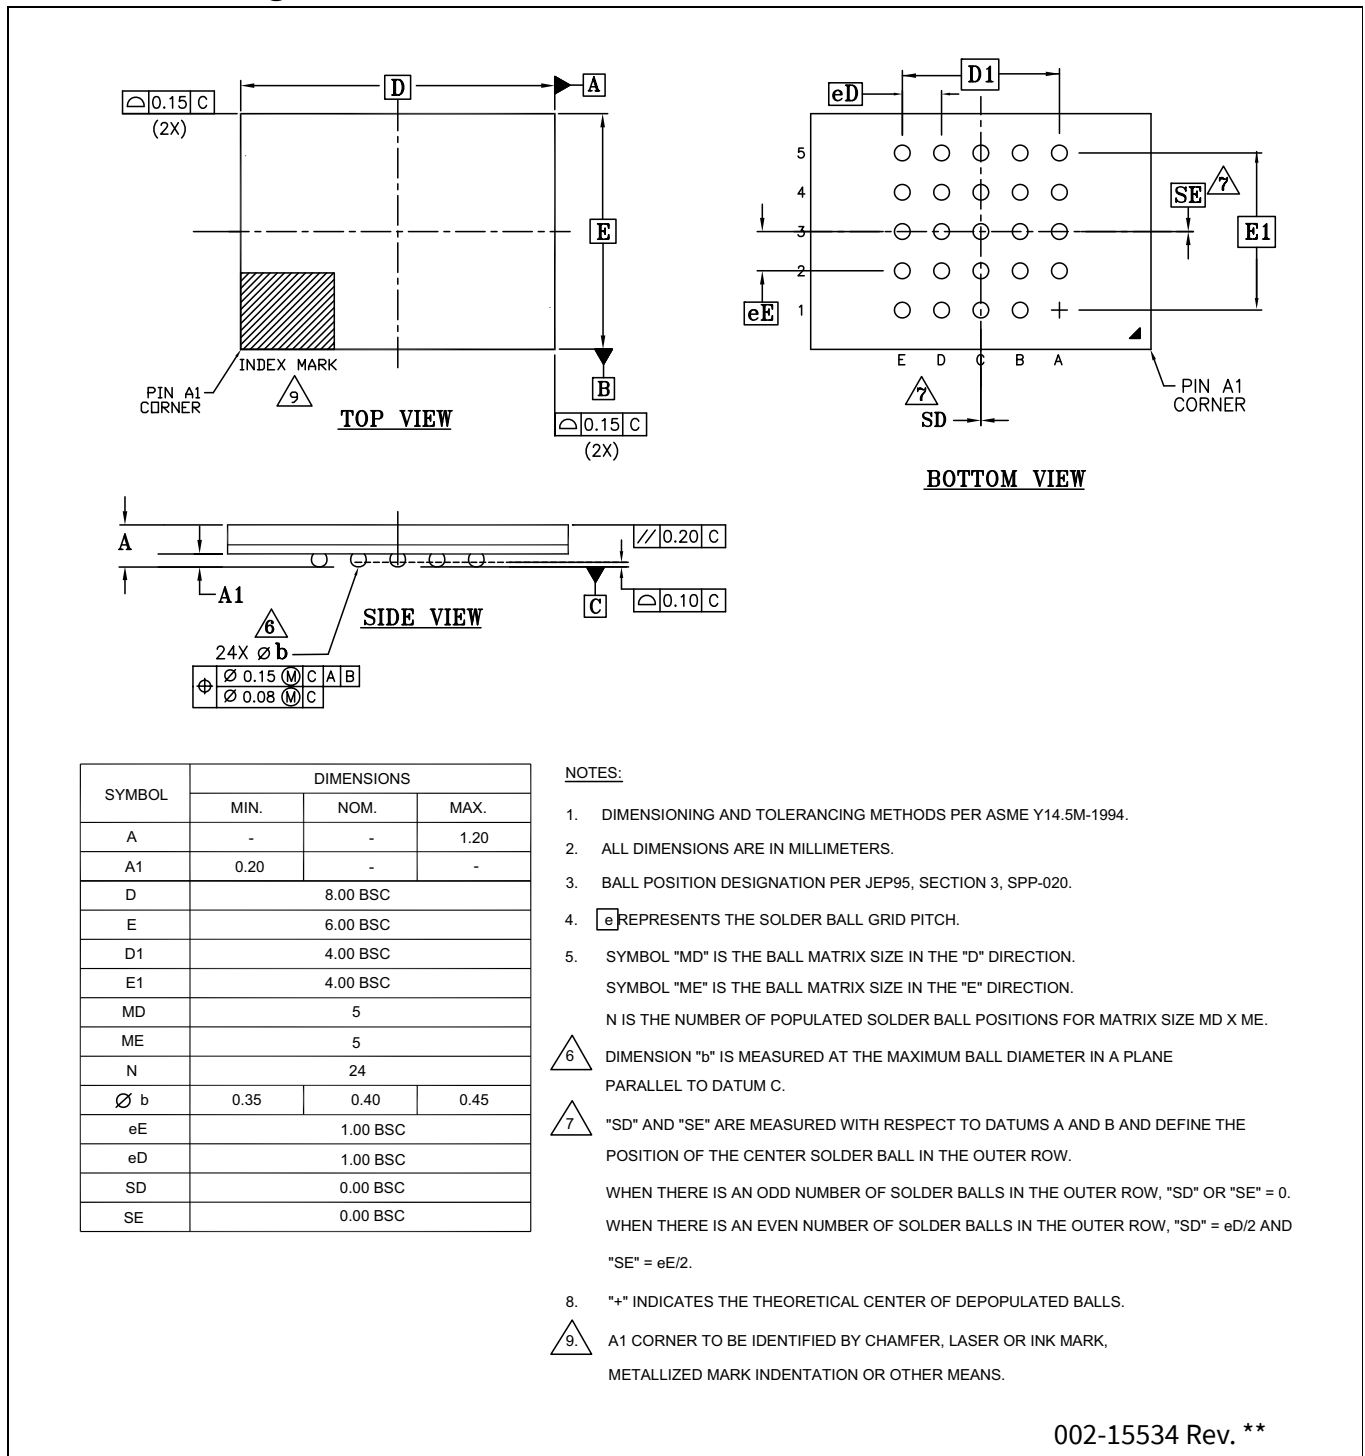 D
A
⌓ 0.15 C
(2X)
E
INDEX MARK
9
PIN A1
CORNER
B
TOP VIEW
⌓ 0.15 C
(2X)
D1
eD
5
4
3
2
1
SE
7
E1
eE
E D C B A
7
SD
PIN A1
CORNER
BOTTOM VIEW
A
A1
// 0.20 C
C
⌓ 0.10 C
SIDE VIEW
6
24X ⌀ b
⌖ ⌀ 0.15 Ⓜ C A B
⌀ 0.08 Ⓜ C
SYMBOL DIMENSIONS
MIN. NOM. MAX.
A - - 1.20
A1 0.20 - -
D 8.00 BSC
E 6.00 BSC
D1 4.00 BSC
E1 4.00 BSC
MD 5
ME 5
N 24
⌀ b 0.35 0.40 0.45
eE 1.00 BSC
eD 1.00 BSC
SD 0.00 BSC
SE 0.00 BSC
NOTES:
1. DIMENSIONING AND TOLERANCING METHODS PER ASME Y14.5M-1994.
2. ALL DIMENSIONS ARE IN MILLIMETERS.
3. BALL POSITION DESIGNATION PER JEP95, SECTION 3, SPP-020.
4. e REPRESENTS THE SOLDER BALL GRID PITCH.
5. SYMBOL "MD" IS THE BALL MATRIX SIZE IN THE "D" DIRECTION.
SYMBOL "ME" IS THE BALL MATRIX SIZE IN THE "E" DIRECTION.
N IS THE NUMBER OF POPULATED SOLDER BALL POSITIONS FOR MATRIX SIZE MD X ME.
6 DIMENSION "b" IS MEASURED AT THE MAXIMUM BALL DIAMETER IN A PLANE
PARALLEL TO DATUM C.
7 "SD" AND "SE" ARE MEASURED WITH RESPECT TO DATUMS A AND B AND DEFINE THE
POSITION OF THE CENTER SOLDER BALL IN THE OUTER ROW.
WHEN THERE IS AN ODD NUMBER OF SOLDER BALLS IN THE OUTER ROW, "SD" OR "SE" = 0.
WHEN THERE IS AN EVEN NUMBER OF SOLDER BALLS IN THE OUTER ROW, "SD" = eD/2 AND
"SE" = eE/2.
8. "+" INDICATES THE THEORETICAL CENTER OF DEPOPULATED BALLS.
9. A1 CORNER TO BE IDENTIFIED BY CHAMFER, LASER OR INK MARK,
METALLIZED MARK INDENTATION OR OTHER MEANS.
002-15534 Rev. **